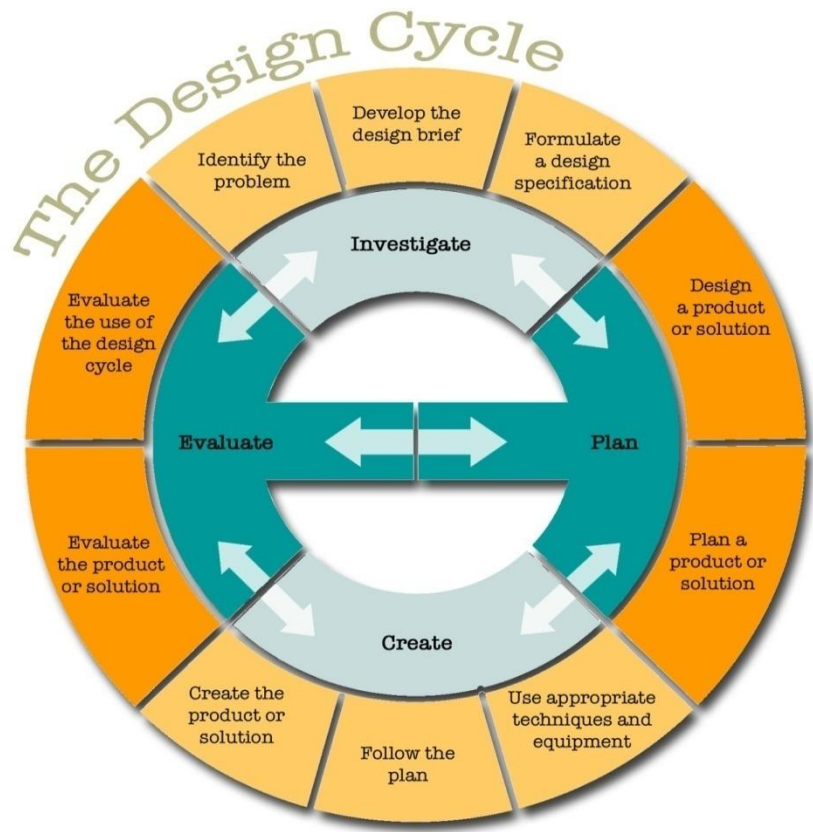 The Design Cycle
Identify the
problem
Develop the
design brief
Formulate
a design
specification
Design
a product
or solution
Plan a
product or
solution
Use appropriate
techniques and
equipment
Follow the
plan
Create the
product or
solution
Evaluate
the product
or solution
Evaluate
the use of
the design
cycle
Investigate
Plan
Create
Evaluate